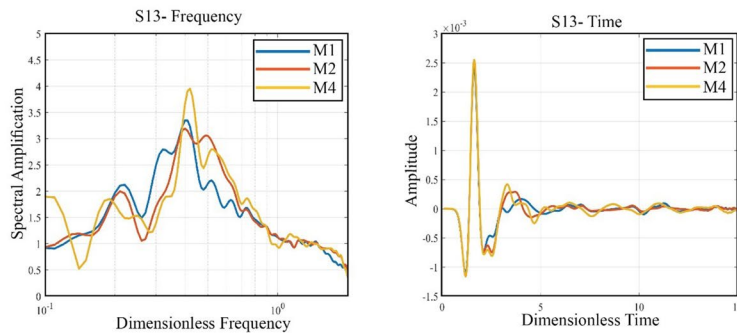 S13- Frequency
5
4.5
4
3.5
3
2.5
2
1.5
1
0.5
0
10^-1
10^0
Spectral Amplification
Dimensionless Frequency
M1
M2
M4
S13- Time
×10^-3
3
2.5
2
1.5
1
0.5
0
-0.5
-1
-1.5
0
5
10
15
Amplitude
Dimensionless Time
M1
M2
M4